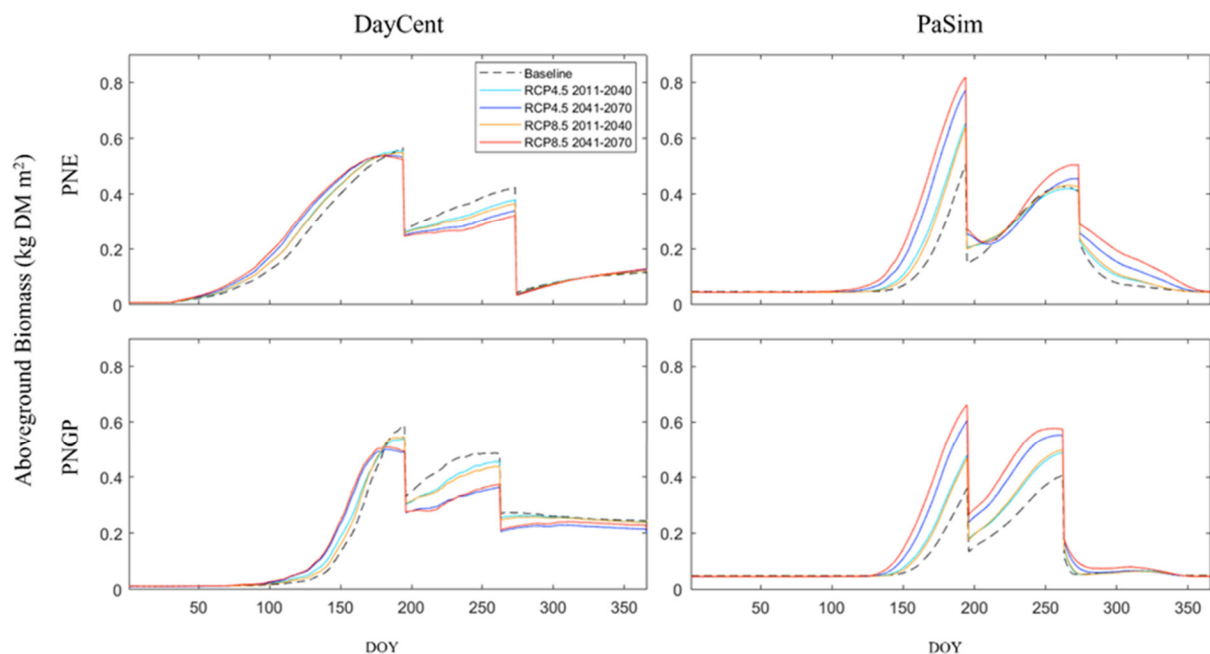 DayCent
PaSim
Aboveground Biomass (kg DM m²)
PNE
0.8
0.6
0.4
0.2
0
Baseline
RCP4.5 2011-2040
RCP4.5 2041-2070
RCP8.5 2011-2040
RCP8.5 2041-2070
0.8
0.6
0.4
0.2
0
PNGP
0.8
0.6
0.4
0.2
0
50 100 150 200 250 300 350
DOY
0.8
0.6
0.4
0.2
0
50 100 150 200 250 300 350
DOY